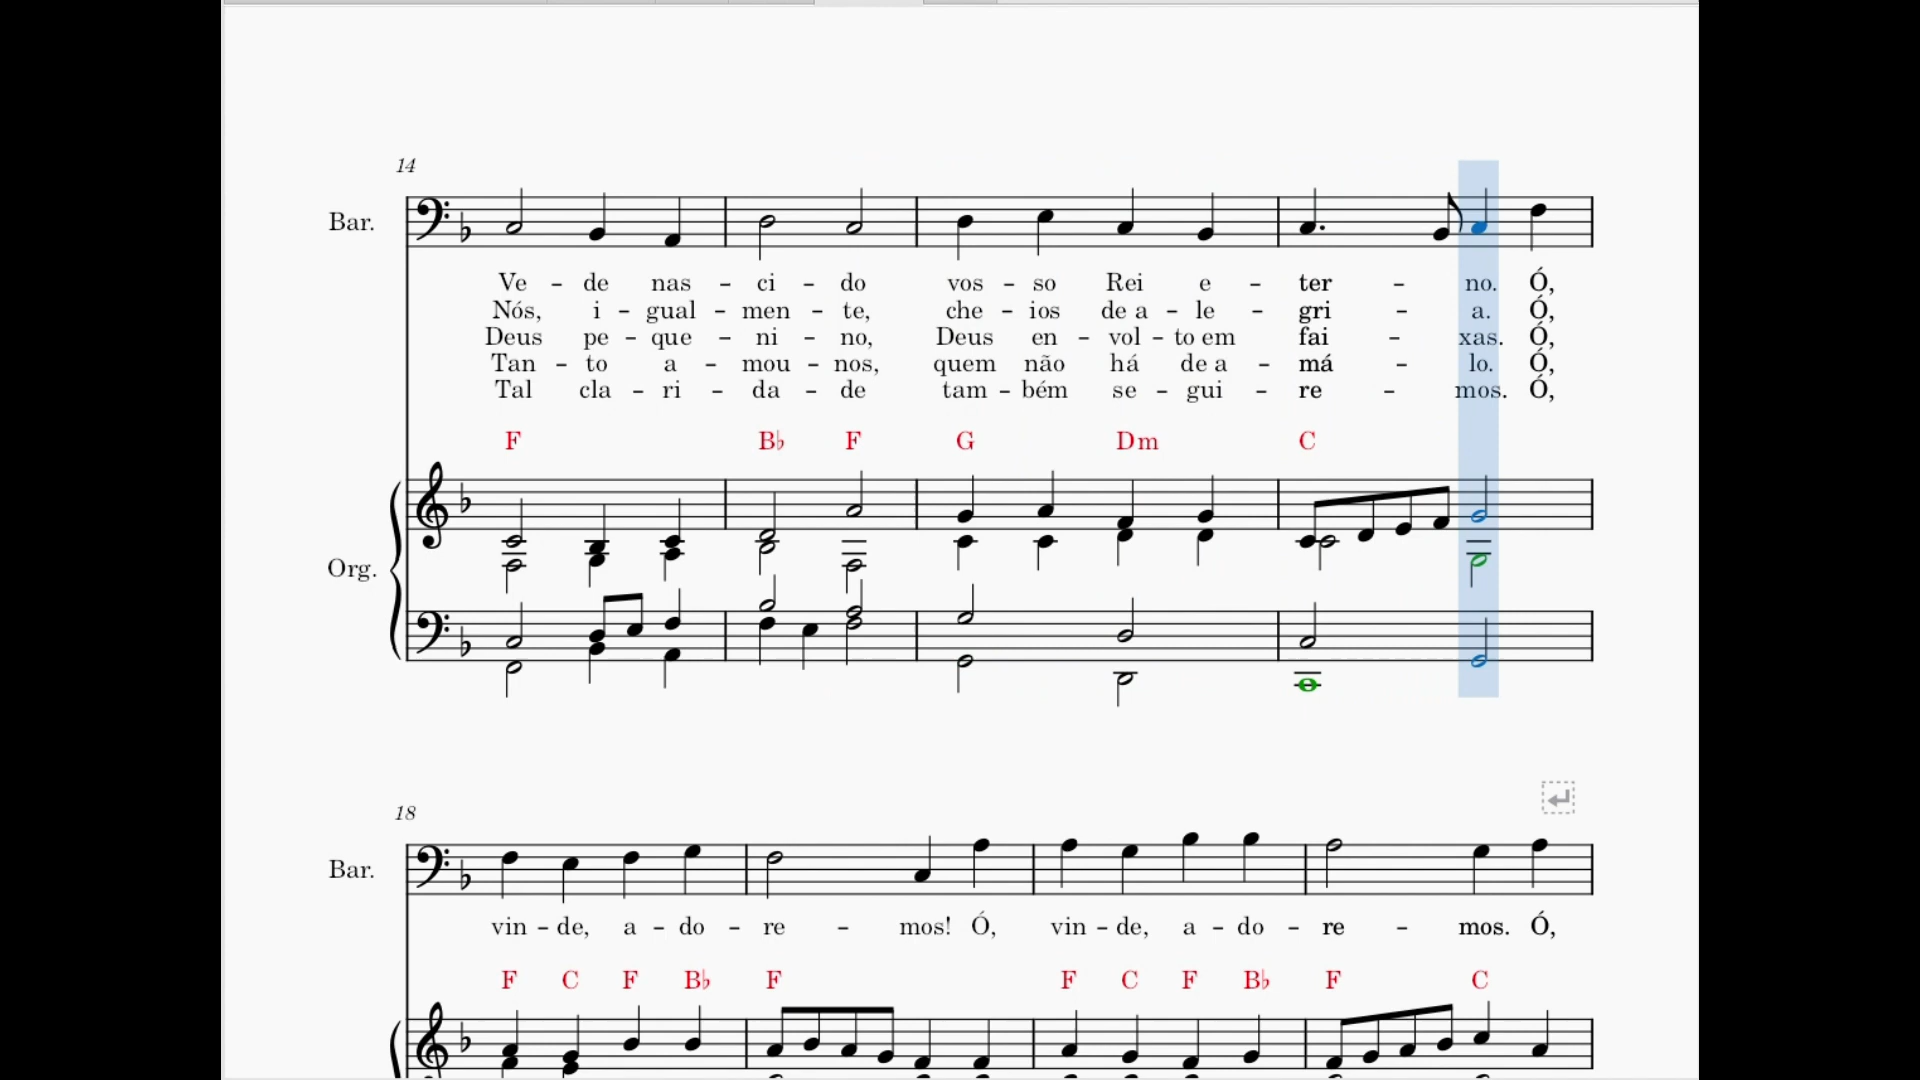 14
Bar.
Ve - de nas - ci - do vos - so Rei e - ter - no. Ó,
Nós, i - gual - men - te, che - ios de a - le - gri - a. Ó,
Deus pe - que - ni - no, Deus en - vol - to em fai - xas. Ó,
Tan - to a - mou - nos, quem não há de a - má - lo. Ó,
Tal cla - ri - da - de tam - bém se - gui - re - mos. Ó,
F B♭ F G Dm C
Org.
18
Bar.
vin - de, a - do - re - mos! Ó, vin - de, a - do - re - mos. Ó,
F C F B♭ F F C F B♭ F C